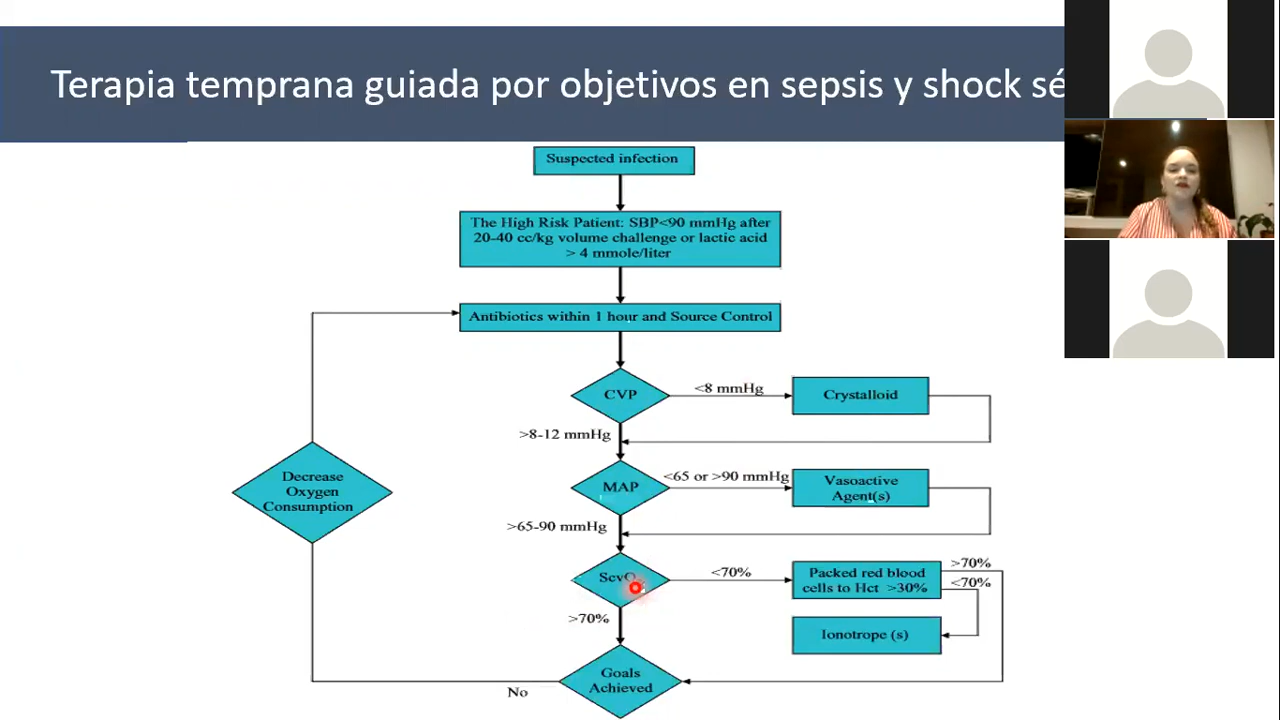 Terapia temprana guiada por objetivos en sepsis y shock sé
Suspected infection
The High Risk Patient: SBP<90 mmHg after
20-40 cc/kg volume challenge or lactic acid
> 4 mmole/liter
Antibiotics within 1 hour and Source Control
CVP
<8 mmHg
Crystalloid
>8-12 mmHg
MAP
<65 or >90 mmHg
Vasoactive
Agent(s)
>65-90 mmHg
Decrease
Oxygen
Consumption
ScvO
<70%
Packed red blood
cells to Hct >30%
>70%
<70%
>70%
Ionotrope (s)
Goals
Achieved
No